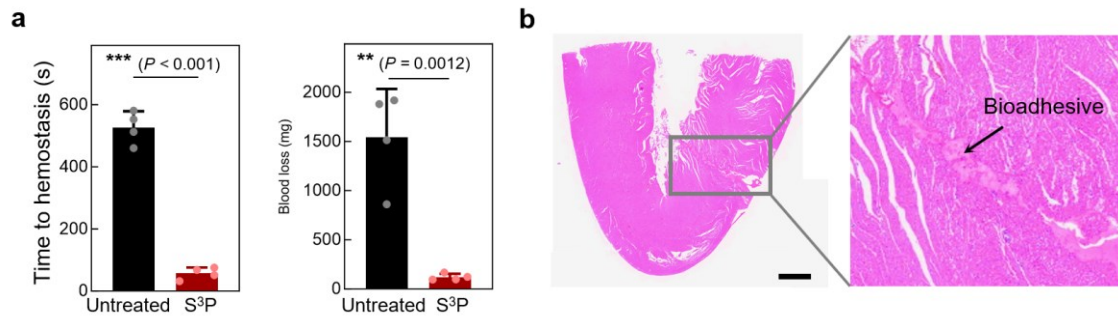 a
*** (P < 0.001)
Time to hemostasis (s)
600
400
200
0
Untreated S³P
** (P = 0.0012)
Blood loss (mg)
2000
1500
1000
500
0
Untreated S³P
b
Bioadhesive